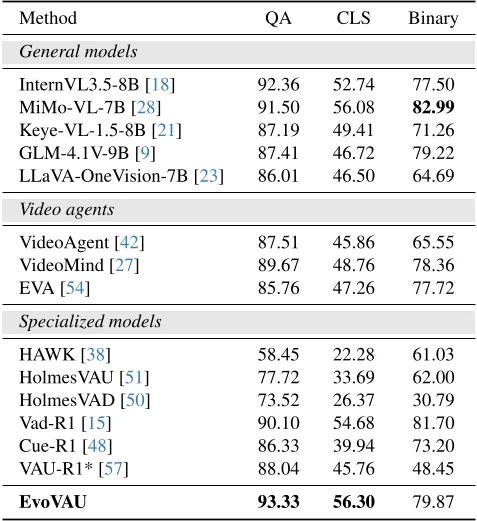 Method QA CLS Binary
General models
InternVL3.5-8B [18] 92.36 52.74 77.50
MiMo-VL-7B [28] 91.50 56.08 82.99
Keye-VL-1.5-8B [21] 87.19 49.41 71.26
GLM-4.1V-9B [9] 87.41 46.72 79.22
LLaVA-OneVision-7B [23] 86.01 46.50 64.69
Video agents
VideoAgent [42] 87.51 45.86 65.55
VideoMind [27] 89.67 48.76 78.36
EVA [54] 85.76 47.26 77.72
Specialized models
HAWK [38] 58.45 22.28 61.03
HolmesVAU [51] 77.72 33.69 62.00
HolmesVAD [50] 73.52 26.37 30.79
Vad-R1 [15] 90.10 54.68 81.70
Cue-R1 [48] 86.33 39.94 73.20
VAU-R1* [57] 88.04 45.76 48.45
EvoVAU 93.33 56.30 79.87